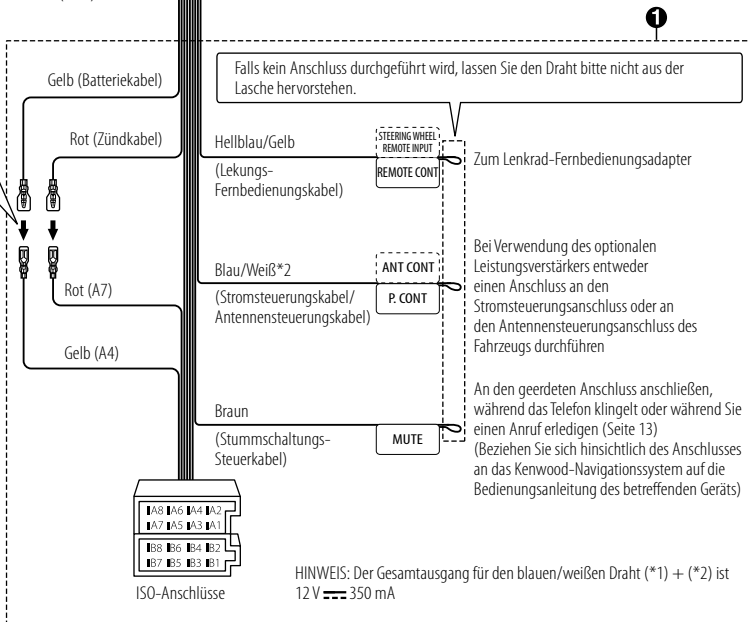 ❶
Falls kein Anschluss durchgeführt wird, lassen Sie den Draht bitte nicht aus der
Lasche hervorstehen.
Gelb (Batteriekabel)
Rot (Zündkabel)
Hellblau/Gelb
(Lekungs-
Fernbedienungskabel)
STEERING WHEEL
REMOTE INPUT
REMOTE CONT
Zum Lenkrad-Fernbedienungsadapter
Blau/Weiß*2
(Stromsteuerungskabel/
Antennensteuerungskabel)
ANT CONT
P. CONT
Bei Verwendung des optionalen
Leistungsverstärkers entweder
einen Anschluss an den
Stromsteuerungsanschluss oder an
den Antennensteuerungsanschluss des
Fahrzeugs durchführen
Rot (A7)
Gelb (A4)
Braun
(Stummschaltungs-
Steuerkabel)
MUTE
An den geerdeten Anschluss anschließen,
während das Telefon klingelt oder während Sie
einen Anruf erledigen (Seite 13)
(Beziehen Sie sich hinsichtlich des Anschlusses
an das Kenwood-Navigationssystem auf die
Bedienungsanleitung des betreffenden Geräts)
A8 A6 A4 A2
A7 A5 A3 A1
B8 B6 B4 B2
B7 B5 B3 B1
ISO-Anschlüsse
HINWEIS: Der Gesamtausgang für den blauen/weißen Draht (*1) + (*2) ist
12 V ⎓ 350 mA